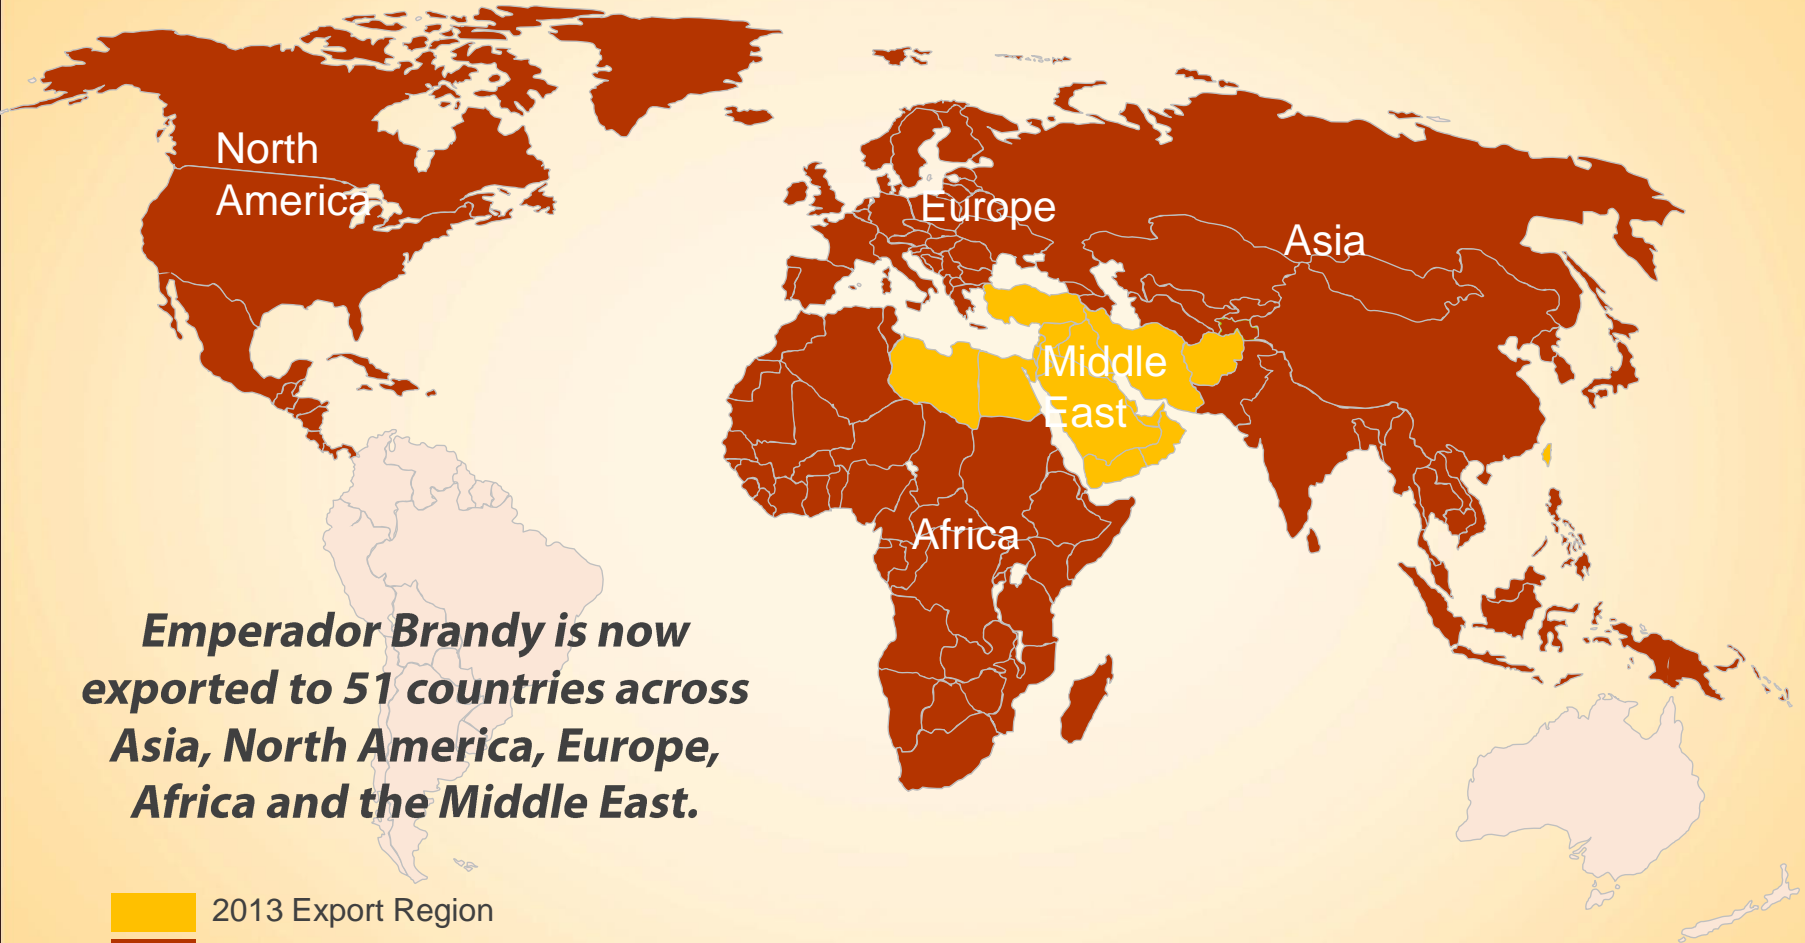 North
America
Europe
Asia
Middle
East
Africa
Emperador Brandy is now
exported to 51 countries across
Asia, North America, Europe,
Africa and the Middle East.
2013 Export Region